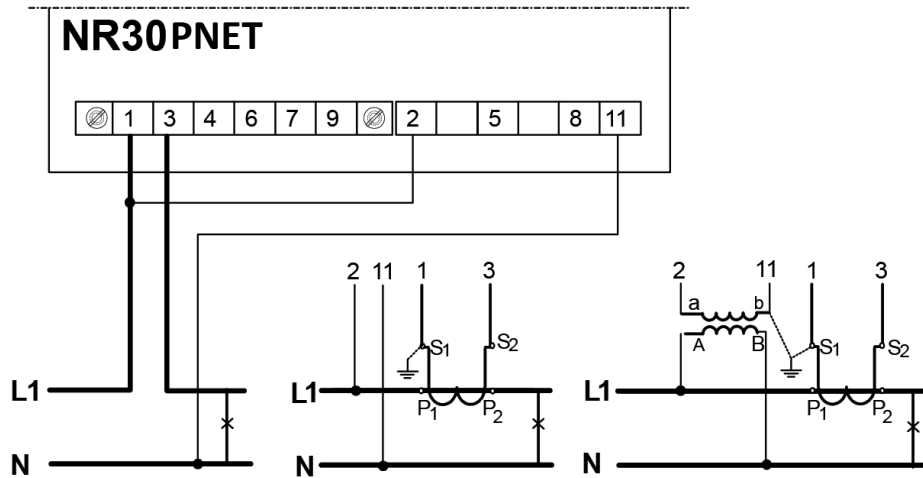 NR30PNET
1 3 4 6 7 9 2 5 8 11
2 11 1 3 2 11 1 3
a b
S1 S2 A B S1 S2
L1 L1 L1
P1 P2 P1 P2
N N N